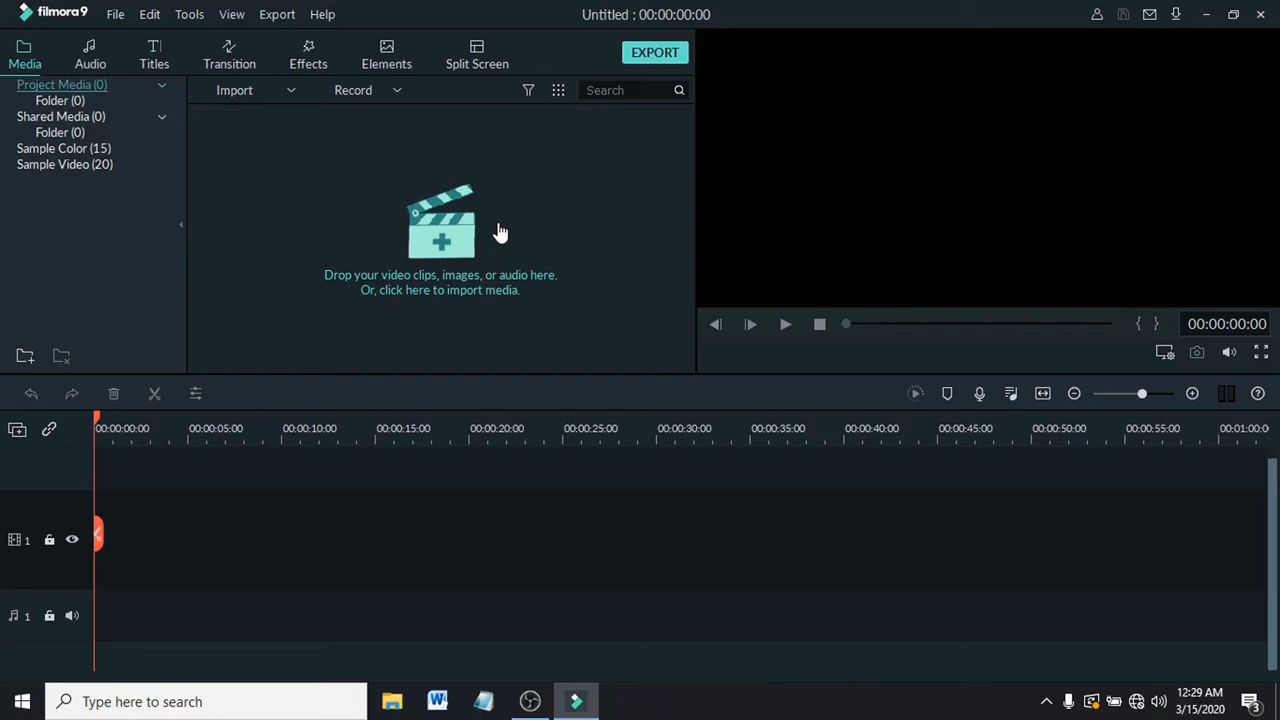 filmora9 File Edit Tools View Export Help Untitled : 00:00:00:00
Media Audio Titles Transition Effects Elements Split Screen EXPORT
Project Media (0)
Folder (0)
Shared Media (0)
Folder (0)
Sample Color (15)
Sample Video (20)
Import Record Search
Drop your video clips, images, or audio here.
Or, click here to import media.
{ } 00:00:00:00
00:00:00:00 00:00:05:00 00:00:10:00 00:00:15:00 00:00:20:00 00:00:25:00 00:00:30:00 00:00:35:00 00:00:40:00 00:00:45:00 00:00:50:00 00:00:55:00 00:01:00:0
1
1
Type here to search
12:29 AM
3/15/2020
3